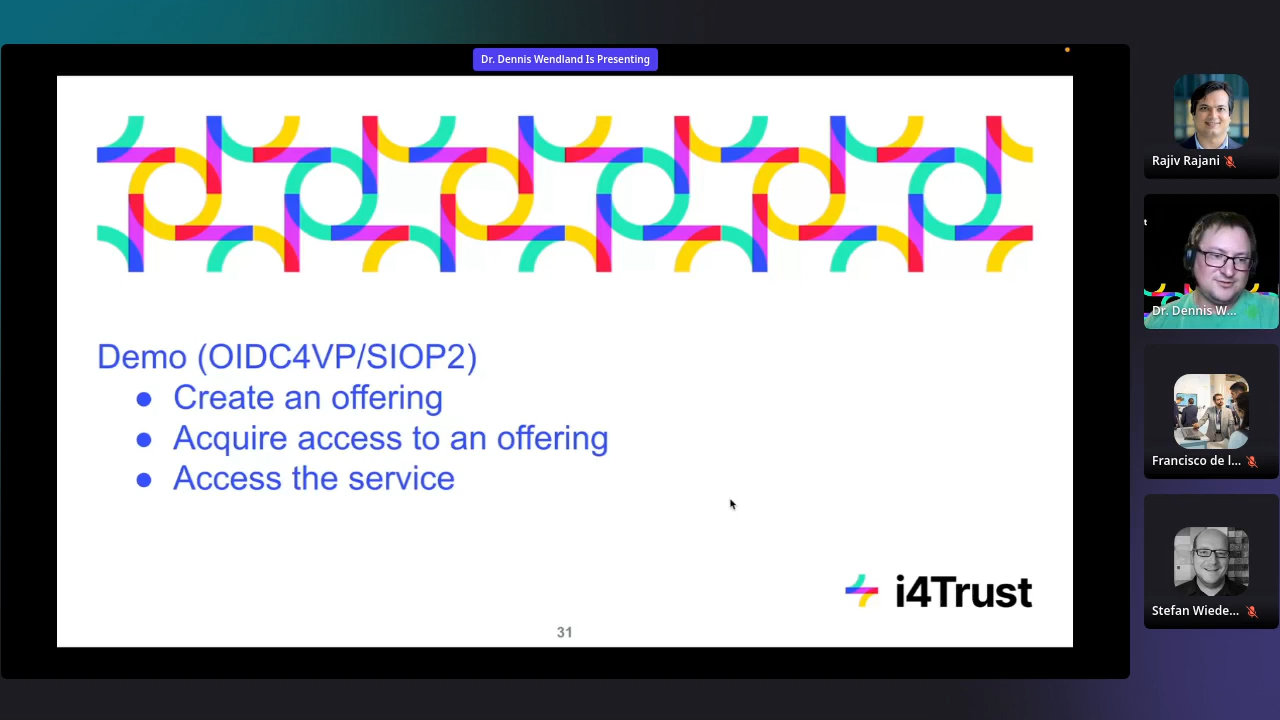 Dr. Dennis Wendland Is Presenting
Demo (OIDC4VP/SIOP2)
● Create an offering
● Acquire access to an offering
● Access the service
i4Trust
31
Rajiv Rajani
t
Dr. Dennis W...
Francisco de l...
Stefan Wiede...